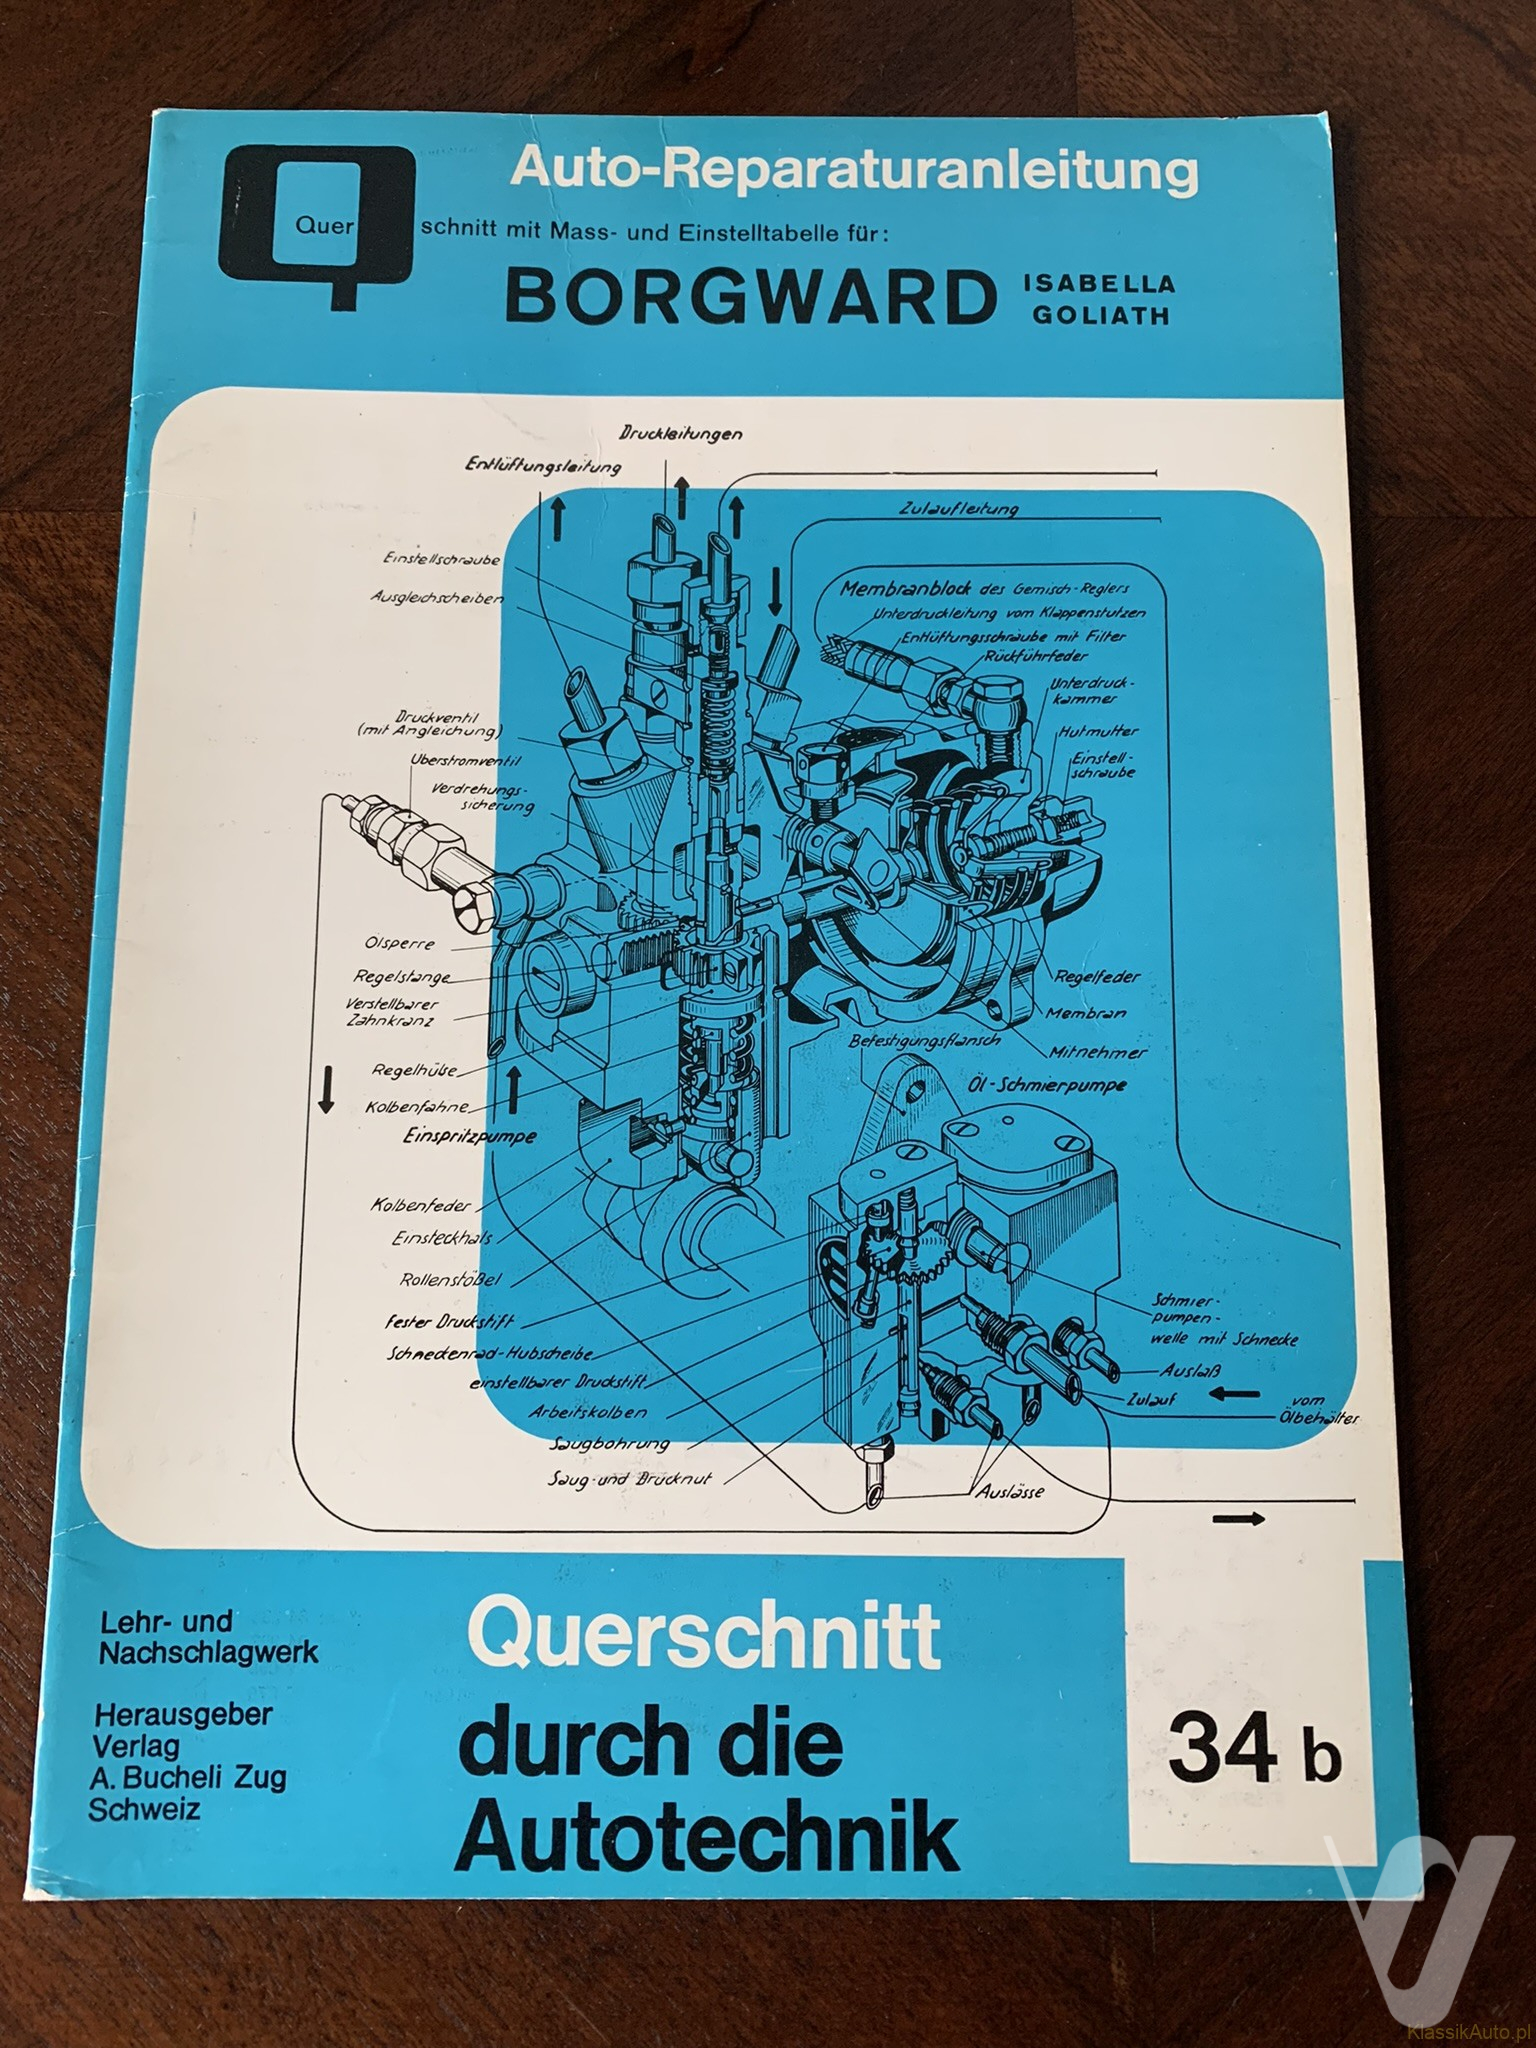 Auto-Reparaturanleitung
Querschnitt mit Mass- und Einstelltabelle für:
BORGWARD
ISABELLA
GOLIATH
Druckleitungen
Entlüftungsleitung
Zulaufleitung
Einstellschraube
Ausgleichscheiben
Membranblock des Gemisch-Reglers
Unterdruckleitung vom Klappenstutzen
Entlüftungsschraube mit Filter
Rückführfeder
Unterdruck-
kammer
Hutmutter
Einstell-
schraube
Druckventil
(mit Angleichung)
Überstromventil
Verdrehungs-
sicherung
Ölsperre
Regelstange
Verstellbarer
Zahnkranz
Regelhülse
Kolbenfahne
Einspritzpumpe
Regelfeder
Membran
Mitnehmer
Befestigungsflansch
Öl-Schmierpumpe
Kolbenfeder
Einsteckhals
Rollenstößel
fester Druckstift
Schneckenrad-Hubscheibe
einstellbarer Druckstift
Arbeitskolben
Saugbohrung
Saug- und Drucknut
Schmier-
pumpen-
welle mit Schnecke
Auslaß
Zulauf
vom
Ölbehälter
Auslässe
Lehr- und
Nachschlagwerk
Herausgeber
Verlag
A. Bucheli Zug
Schweiz
Querschnitt
durch die
Autotechnik
34 b
KlassikAuto.pl